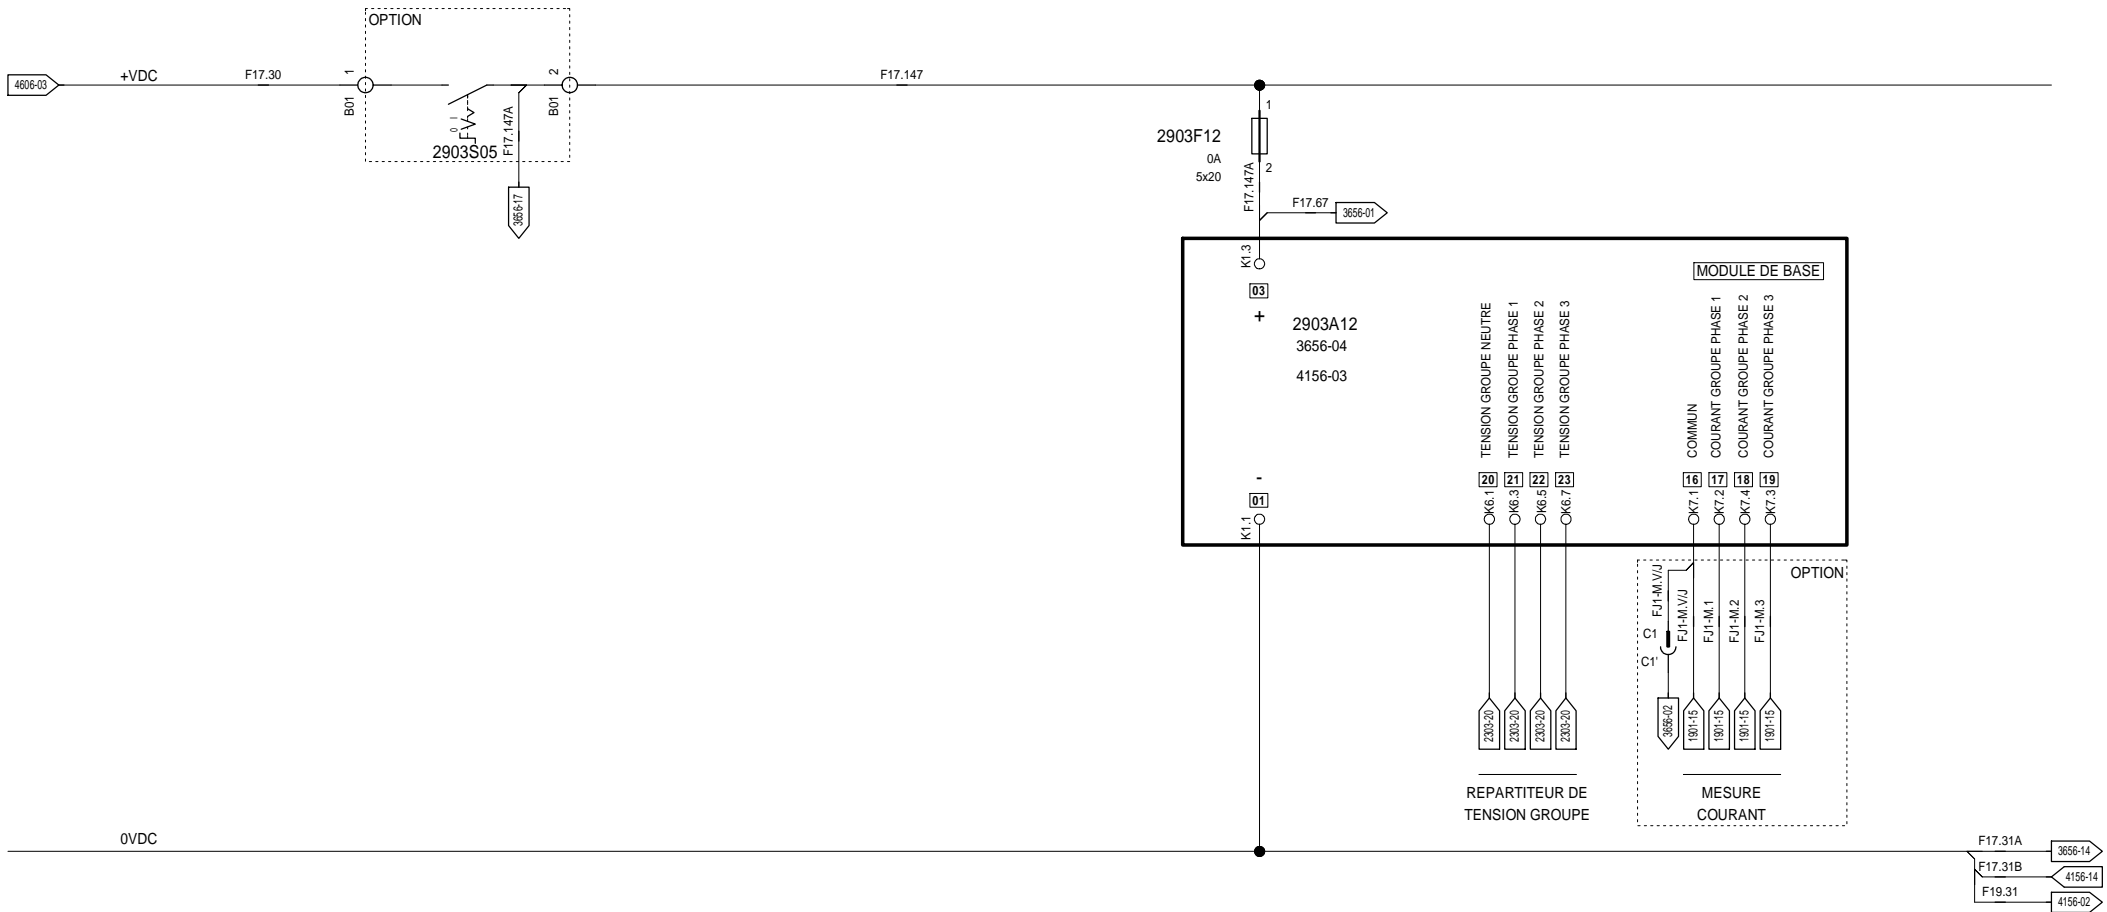 OPTION
4606-03
+VDC
F17.30
1
B01
2
B01
F17.147
0 I
2903S05
F17.147A
3656-17
1
2903F12
0A
5x20
2
F17.147A
F17.67
3656-01
K1.3
03
+
MODULE DE BASE
2903A12
3656-04
4156-03
TENSION GROUPE NEUTRE
TENSION GROUPE PHASE 1
TENSION GROUPE PHASE 2
TENSION GROUPE PHASE 3
COMMUN
COURANT GROUPE PHASE 1
COURANT GROUPE PHASE 2
COURANT GROUPE PHASE 3
-
01
K1.1
20
21
22
23
16
17
18
19
K6.1
K6.3
K6.5
K6.7
K7.1
K7.2
K7.4
K7.3
OPTION
FJ1-M.V/J
FJ1-M.V/J
FJ1-M.1
FJ1-M.2
FJ1-M.3
C1
C1'
2303-20
2303-20
2303-20
2303-20
3656-02
1901-15
1901-15
1901-15
1901-15
REPARTITEUR DE
TENSION GROUPE
MESURE
COURANT
0VDC
F17.31A
3656-14
F17.31B
4156-14
F19.31
4156-02